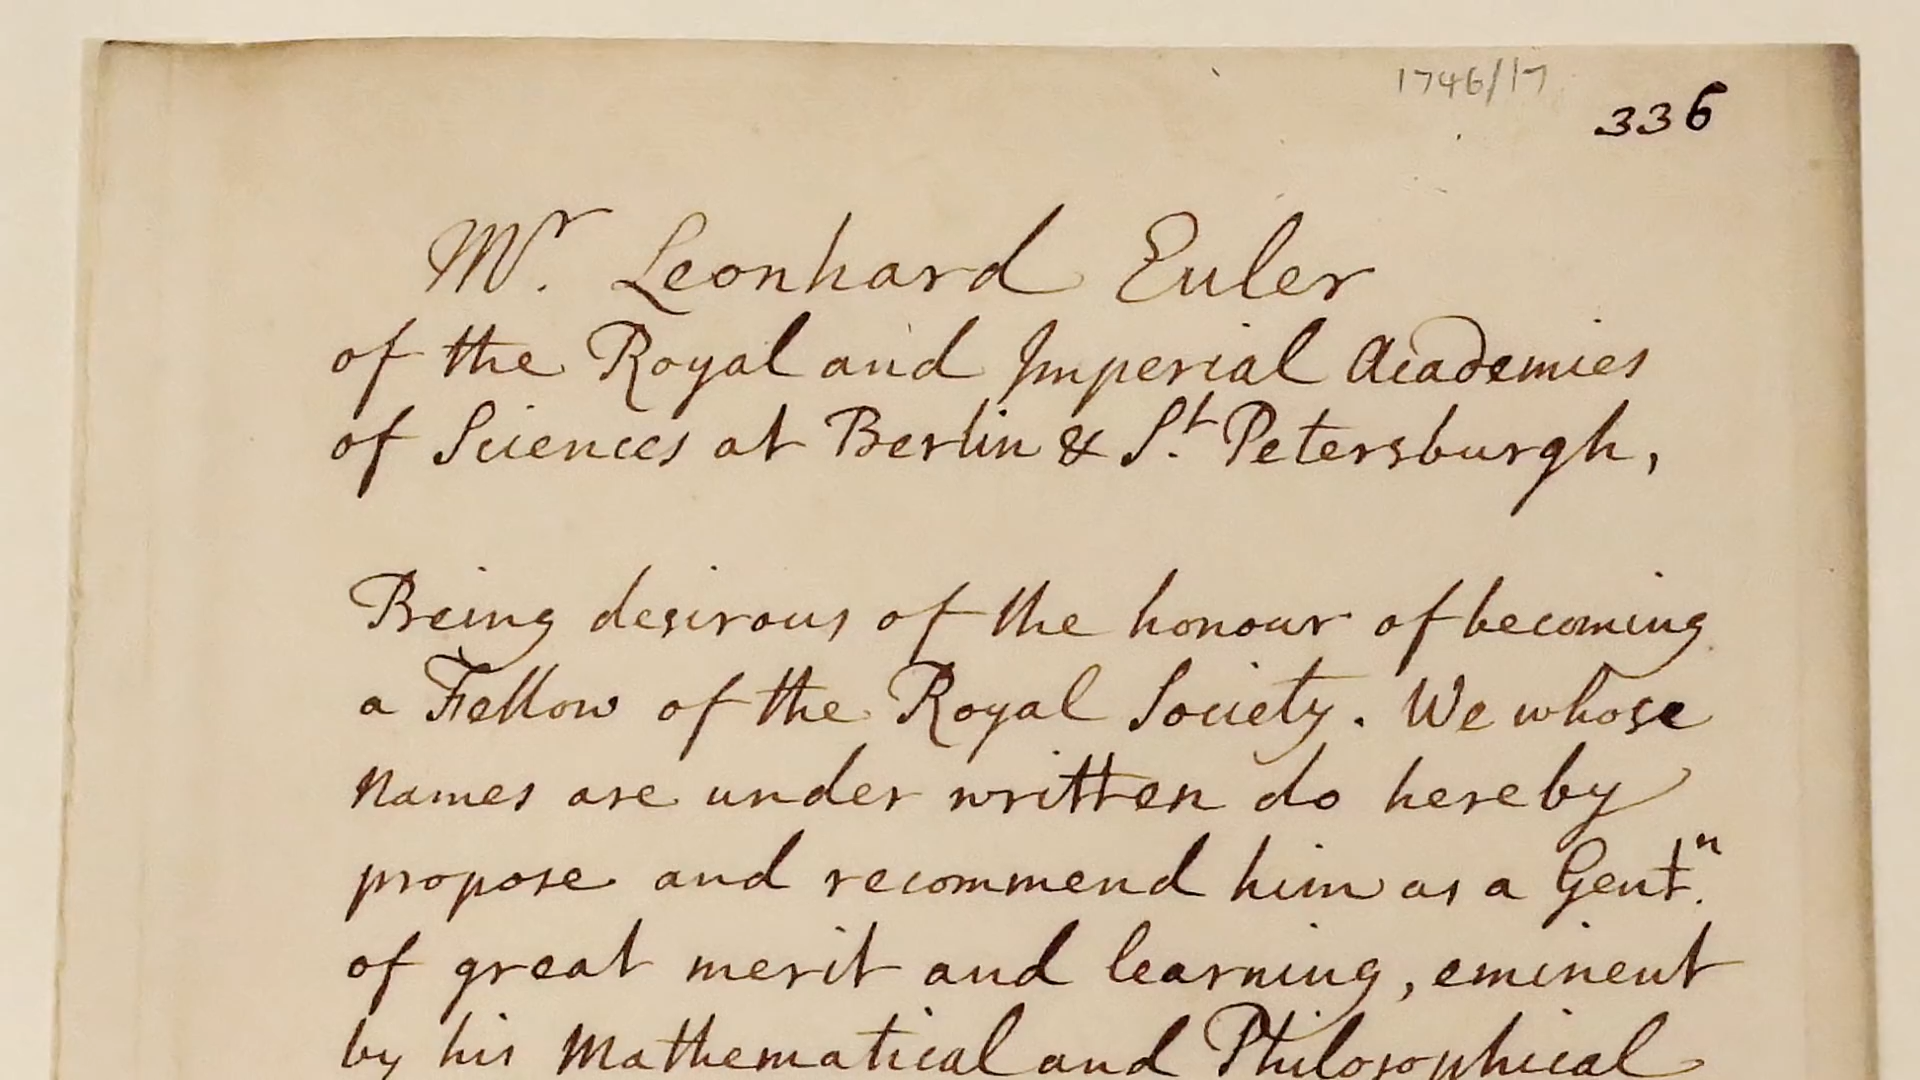 1746/17
336
Mr. Leonhard Euler
of the Royal and Imperial Academies
of Sciences at Berlin & St. Petersburgh,
Being desirous of the honour of becoming
a Fellow of the Royal Society. We whose
Names are under written do hereby
propose and recommend him as a Gentn.
of great merit and learning, eminent
by his Mathematical and Philosophical